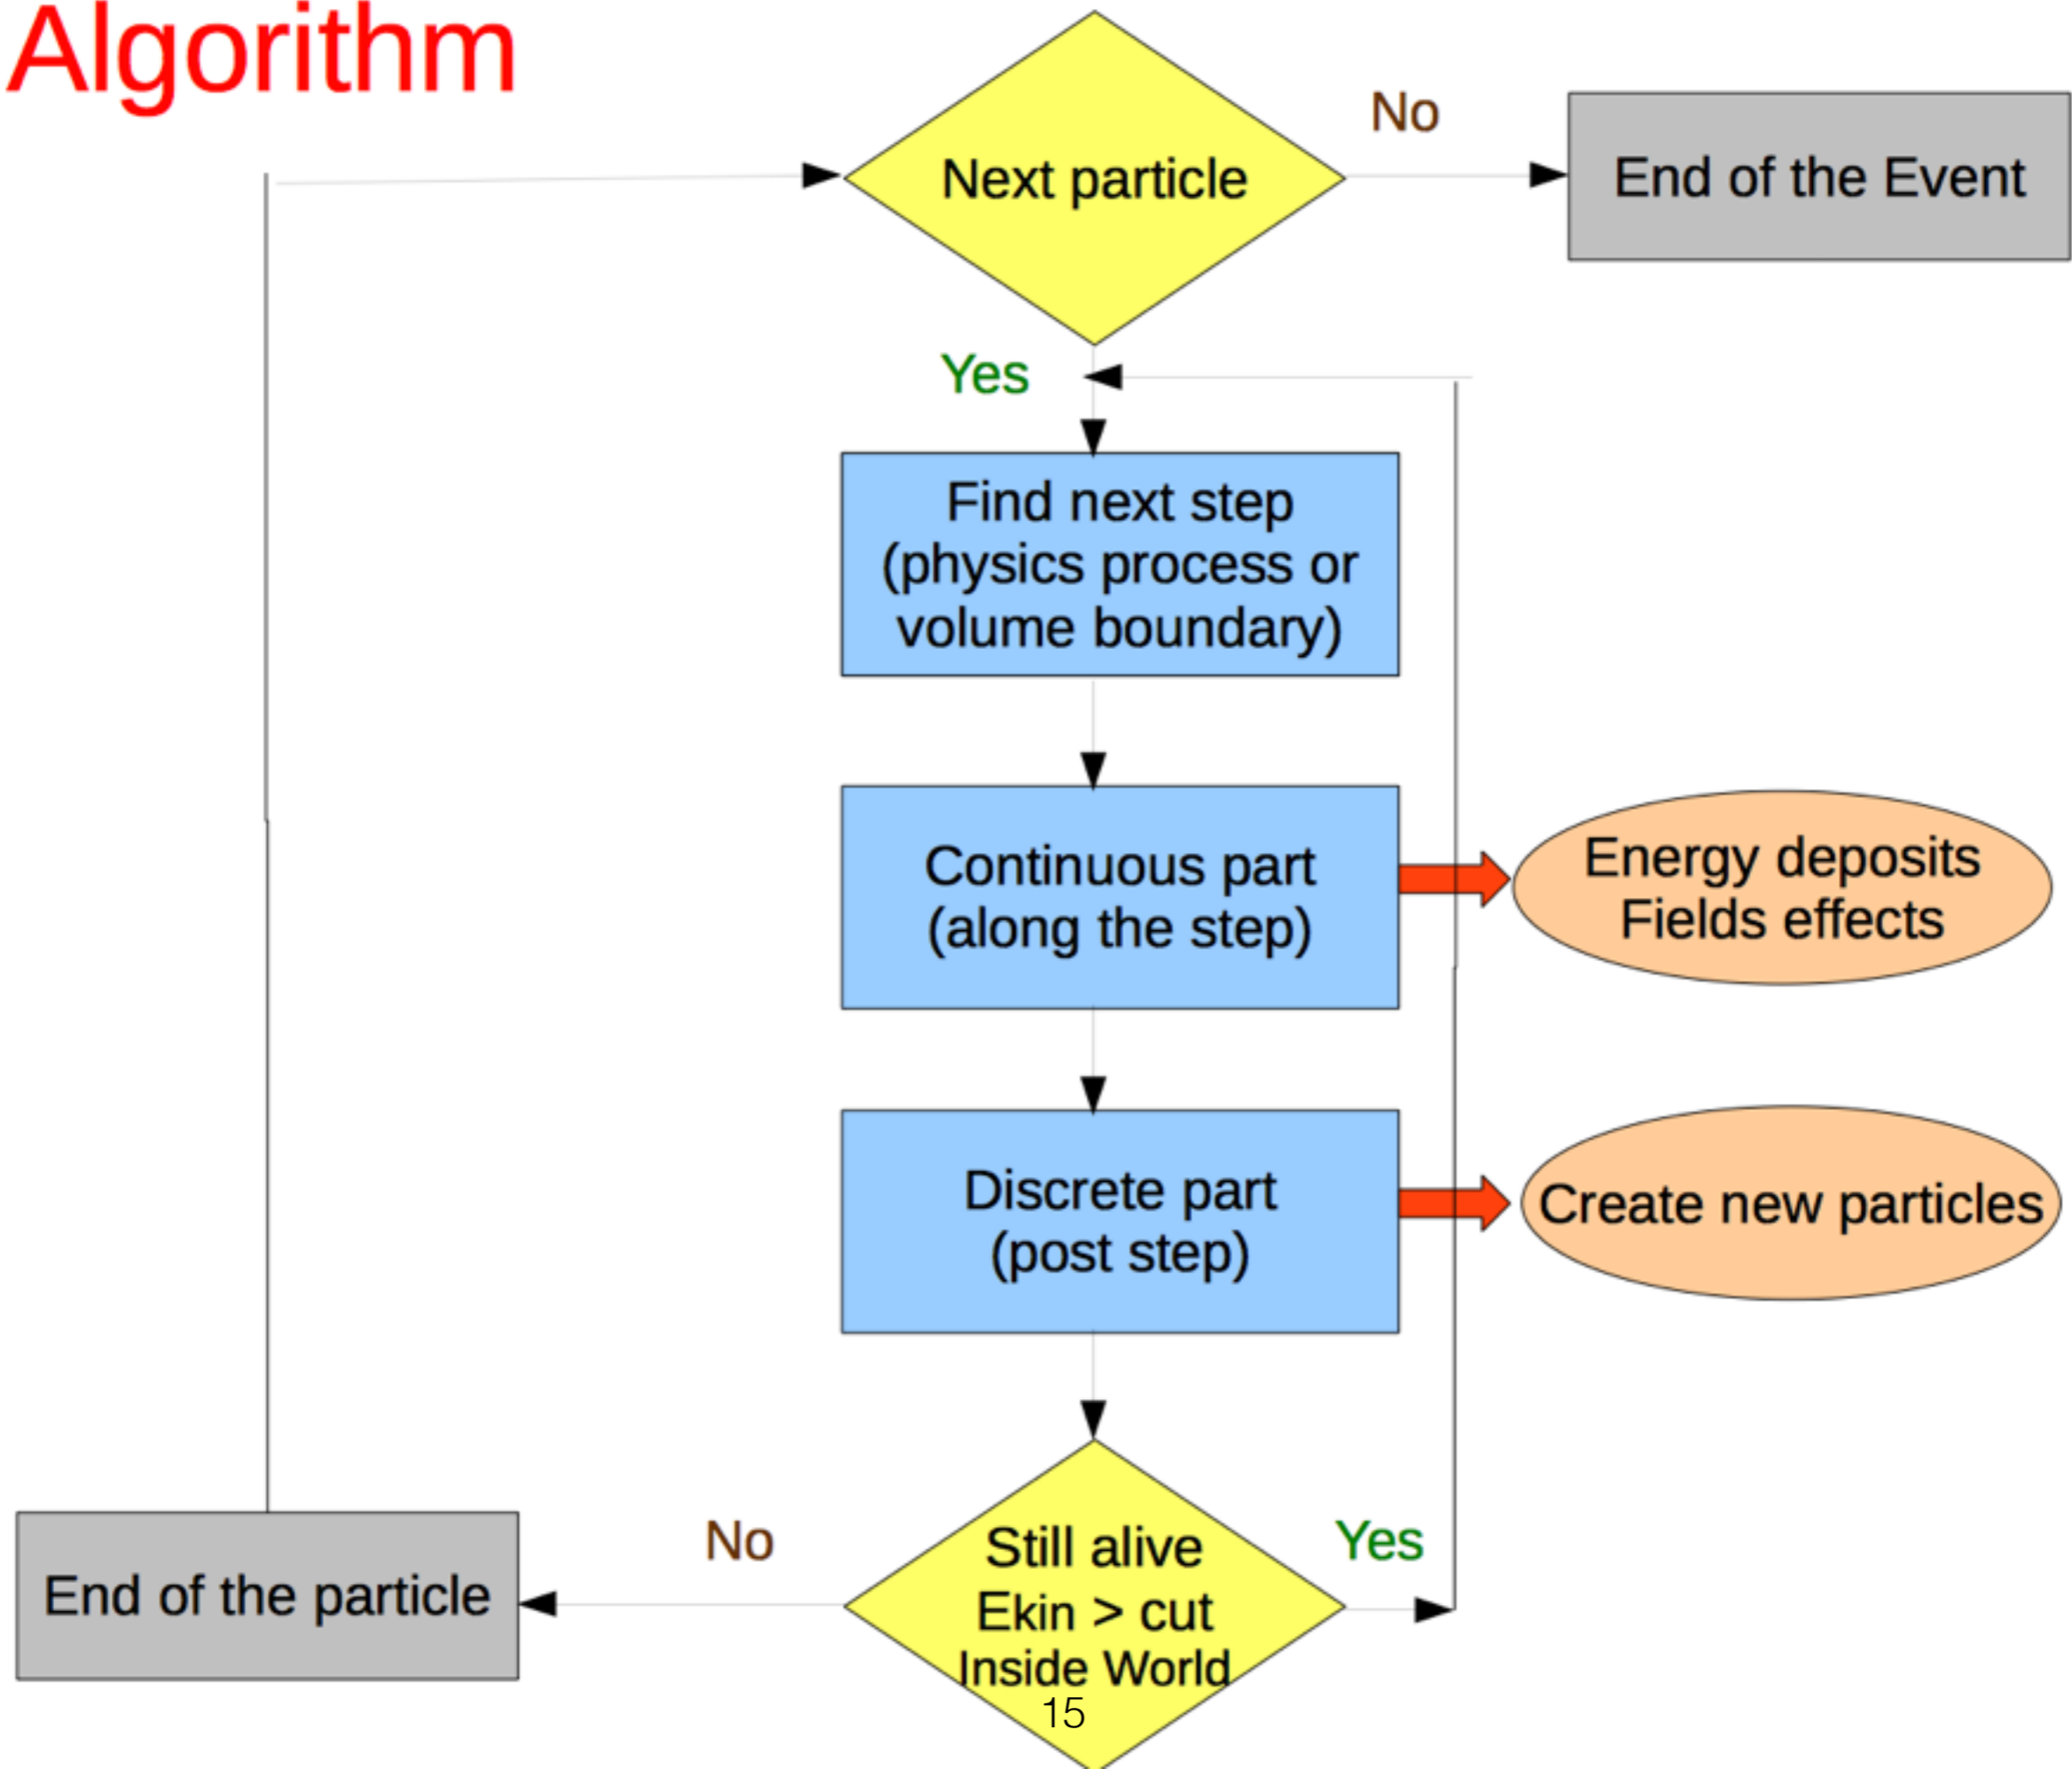 Algorithm
Next particle
No
End of the Event
Yes
Find next step
(physics process or
volume boundary)
Continuous part
(along the step)
Energy deposits
Fields effects
Discrete part
(post step)
Create new particles
Still alive
Ekin > cut
Inside World
Yes
No
End of the particle
15